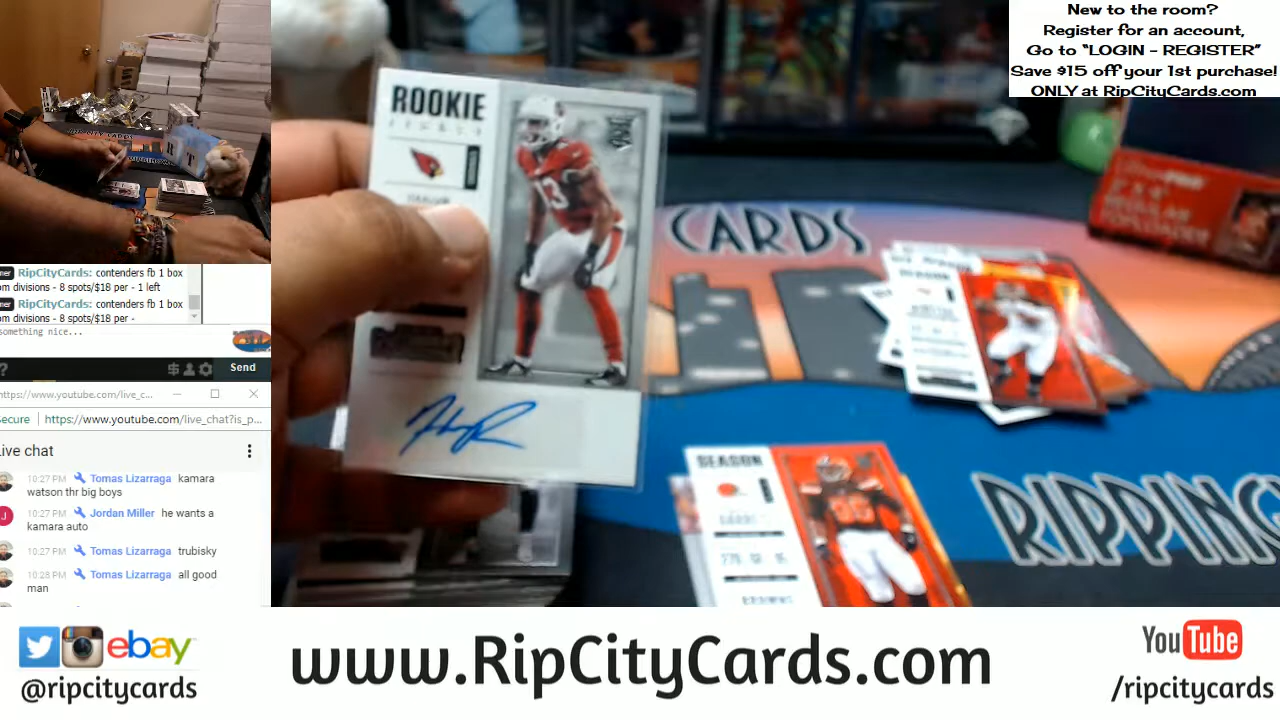 New to the room?
Register for an account,
Go to "LOGIN - REGISTER"
Save $15 off your 1st purchase!
ONLY at RipCityCards.com
ROOKIE
TICKET
13
CARDS
SEASON
RIPPING
RipCityCards: contenders fb 1 box
om divisions - 8 spots/$18 per - 1 left
RipCityCards: contenders fb 1 box
om divisions - 8 spots/$18 per -
something nice...
Send
https://www.youtube.com/live_c...
Secure
https://www.youtube.com/live_chat?is_p...
Live chat
10:27 PM Tomas Lizarraga kamara
watson thr big boys
J
10:27 PM Jordan Miller he wants a
kamara auto
10:27 PM Tomas Lizarraga trubisky
10:28 PM Tomas Lizarraga all good
man
ebay
@ripcitycards
www.RipCityCards.com
YouTube
/ripcitycards